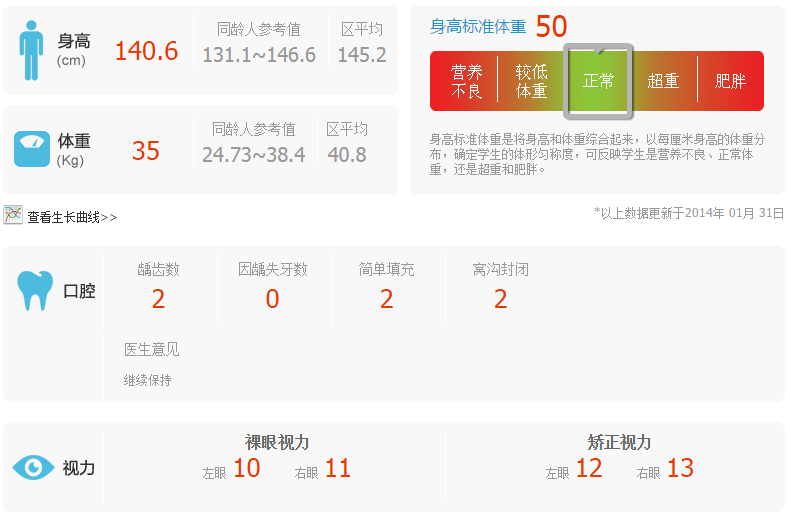 身高
(cm)
140.6
同龄人参考值
131.1~146.6
区平均
145.2
体重
(Kg)
35
同龄人参考值
24.73~38.4
区平均
40.8
身高标准体重 50
营养
不良
较低
体重
正常
超重
肥胖
身高标准体重是将身高和体重综合起来，以每厘米身高的体重分
布，确定学生的体形匀称度，可反映学生是营养不良、正常体
重，还是超重和肥胖。
查看生长曲线>>
*以上数据更新于2014年 01月 31日
口腔
龋齿数
2
因龋失牙数
0
简单填充
2
窝沟封闭
2
医生意见
继续保持
视力
裸眼视力
左眼 10 右眼 11
矫正视力
左眼 12 右眼 13